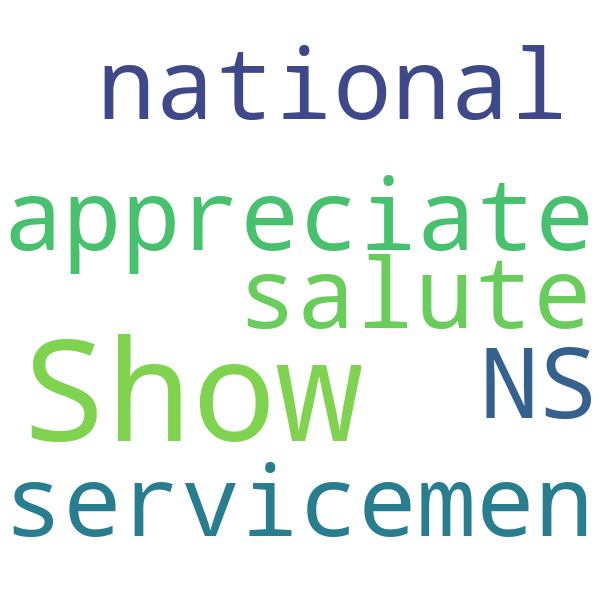 national
appreciate
salute
Show NS
servicemen